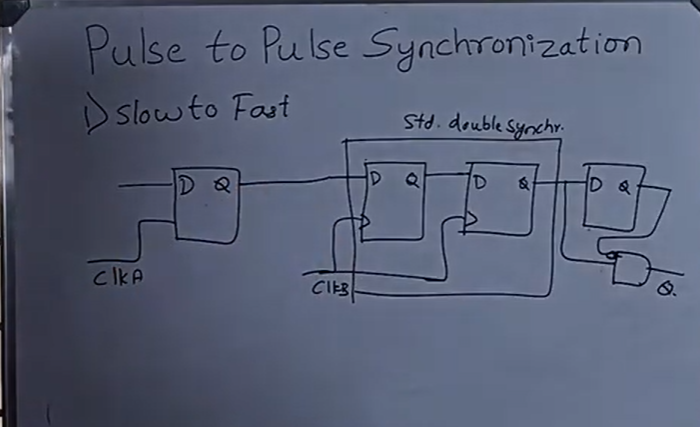 Pulse to Pulse Synchronization
1) slow to Fast
Std. double Synchr.
D Q D Q D Q D Q
ClkA
ClkB
Q.